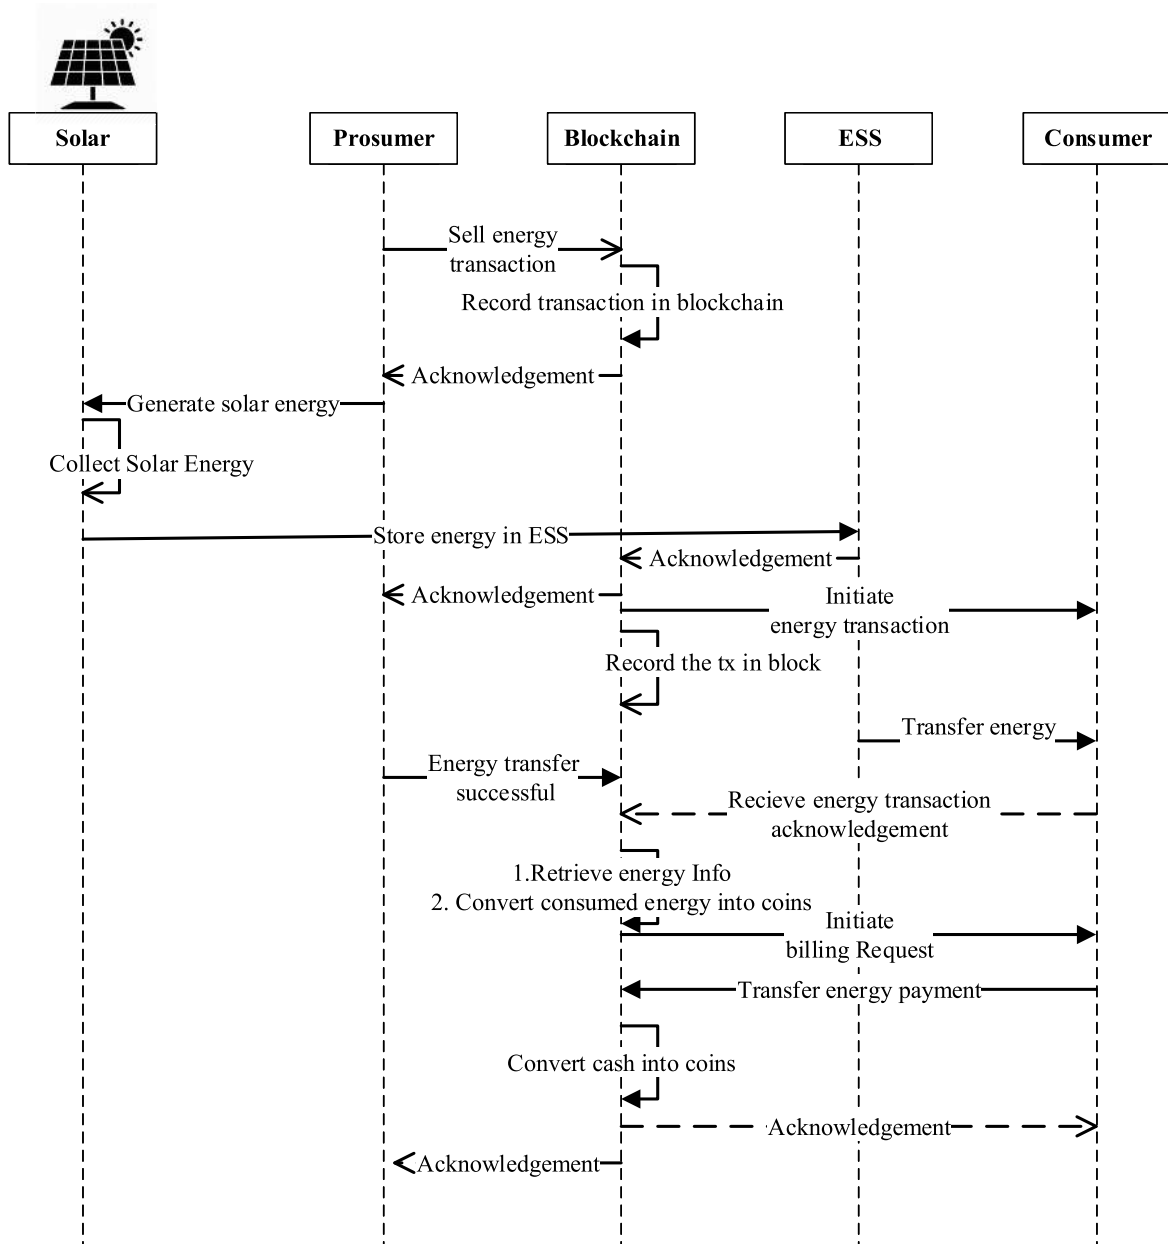 Solar
Prosumer
Blockchain
ESS
Consumer
Sell energy
transaction
Record transaction in blockchain
Acknowledgement
Generate solar energy
Collect Solar Energy
Store energy in ESS
Acknowledgement
Acknowledgement
Initiate
energy transaction
Record the tx in block
Transfer energy
Energy transfer
successful
Recieve energy transaction
acknowledgement
1.Retrieve energy Info
2. Convert consumed energy into coins
Initiate
billing Request
Transfer energy payment
Convert cash into coins
Acknowledgement
Acknowledgement